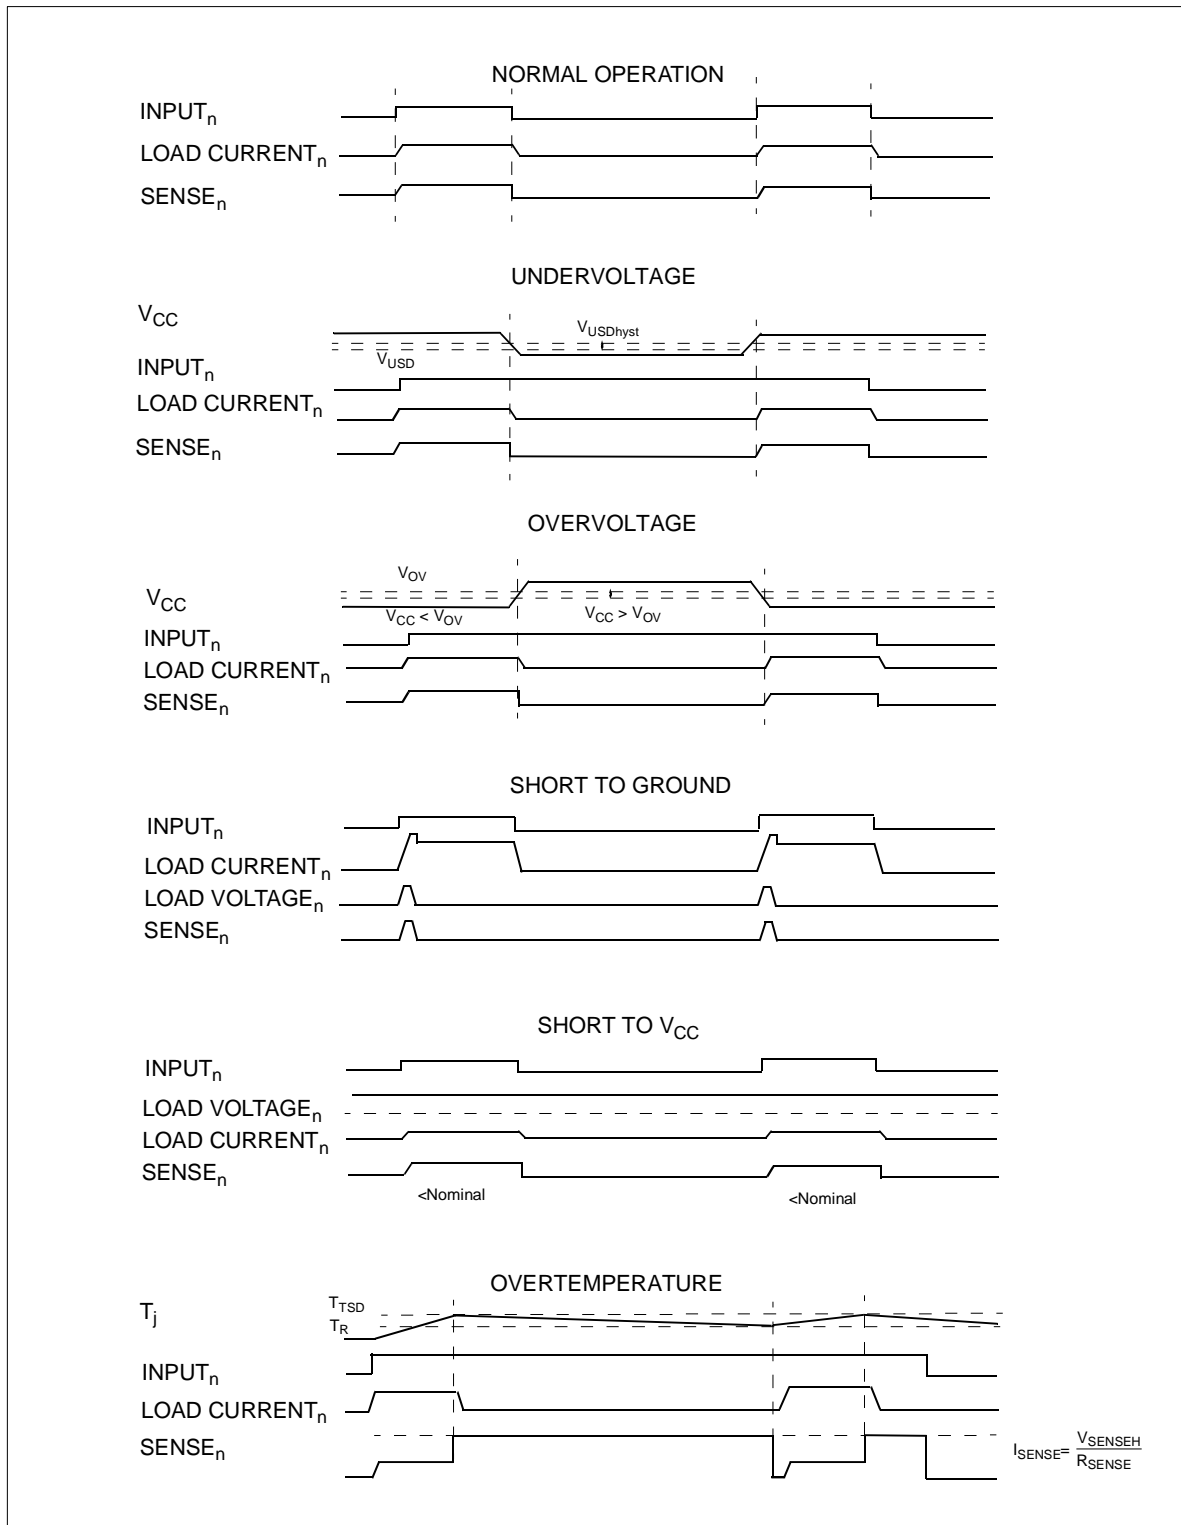 NORMAL OPERATION
INPUTn
LOAD CURRENTn
SENSEn
UNDERVOLTAGE
VCC
VUSDhyst
VUSD
INPUTn
LOAD CURRENTn
SENSEn
OVERVOLTAGE
VOV
VCC
VCC < VOV
VCC > VOV
INPUTn
LOAD CURRENTn
SENSEn
SHORT TO GROUND
INPUTn
LOAD CURRENTn
LOAD VOLTAGEn
SENSEn
SHORT TO VCC
INPUTn
LOAD VOLTAGEn
LOAD CURRENTn
SENSEn
<Nominal
<Nominal
OVERTEMPERATURE
Tj
TTSD
TR
INPUTn
LOAD CURRENTn
SENSEn
ISENSE= VSENSEH
RSENSE